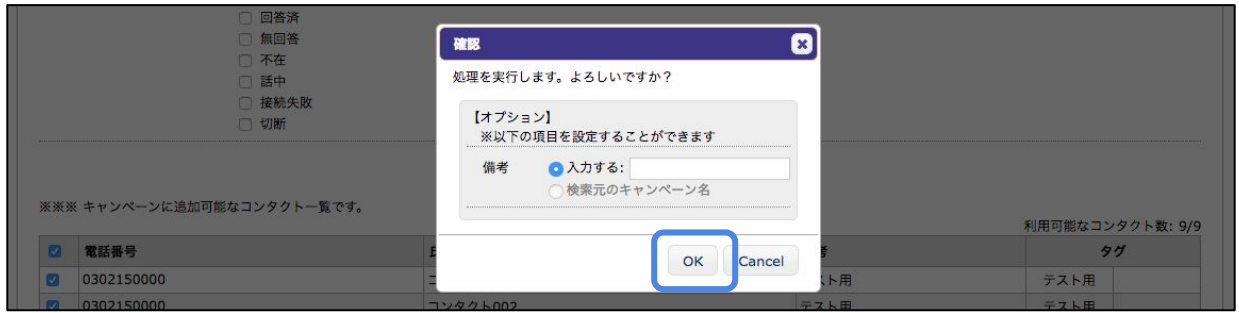 回答済
無回答
不在
話中
接続失敗
切断
確認
処理を実行します。よろしいですか？
【オプション】
※以下の項目を設定することができます
備考 入力する:
検索元のキャンペーン名
OK Cancel
※※※ キャンペーンに追加可能なコンタクト一覧です。
利用可能なコンタクト数: 9/9
電話番号 タグ
0302150000 スト用 テスト用
0302150000 コンタクト002 テスト用 テスト用